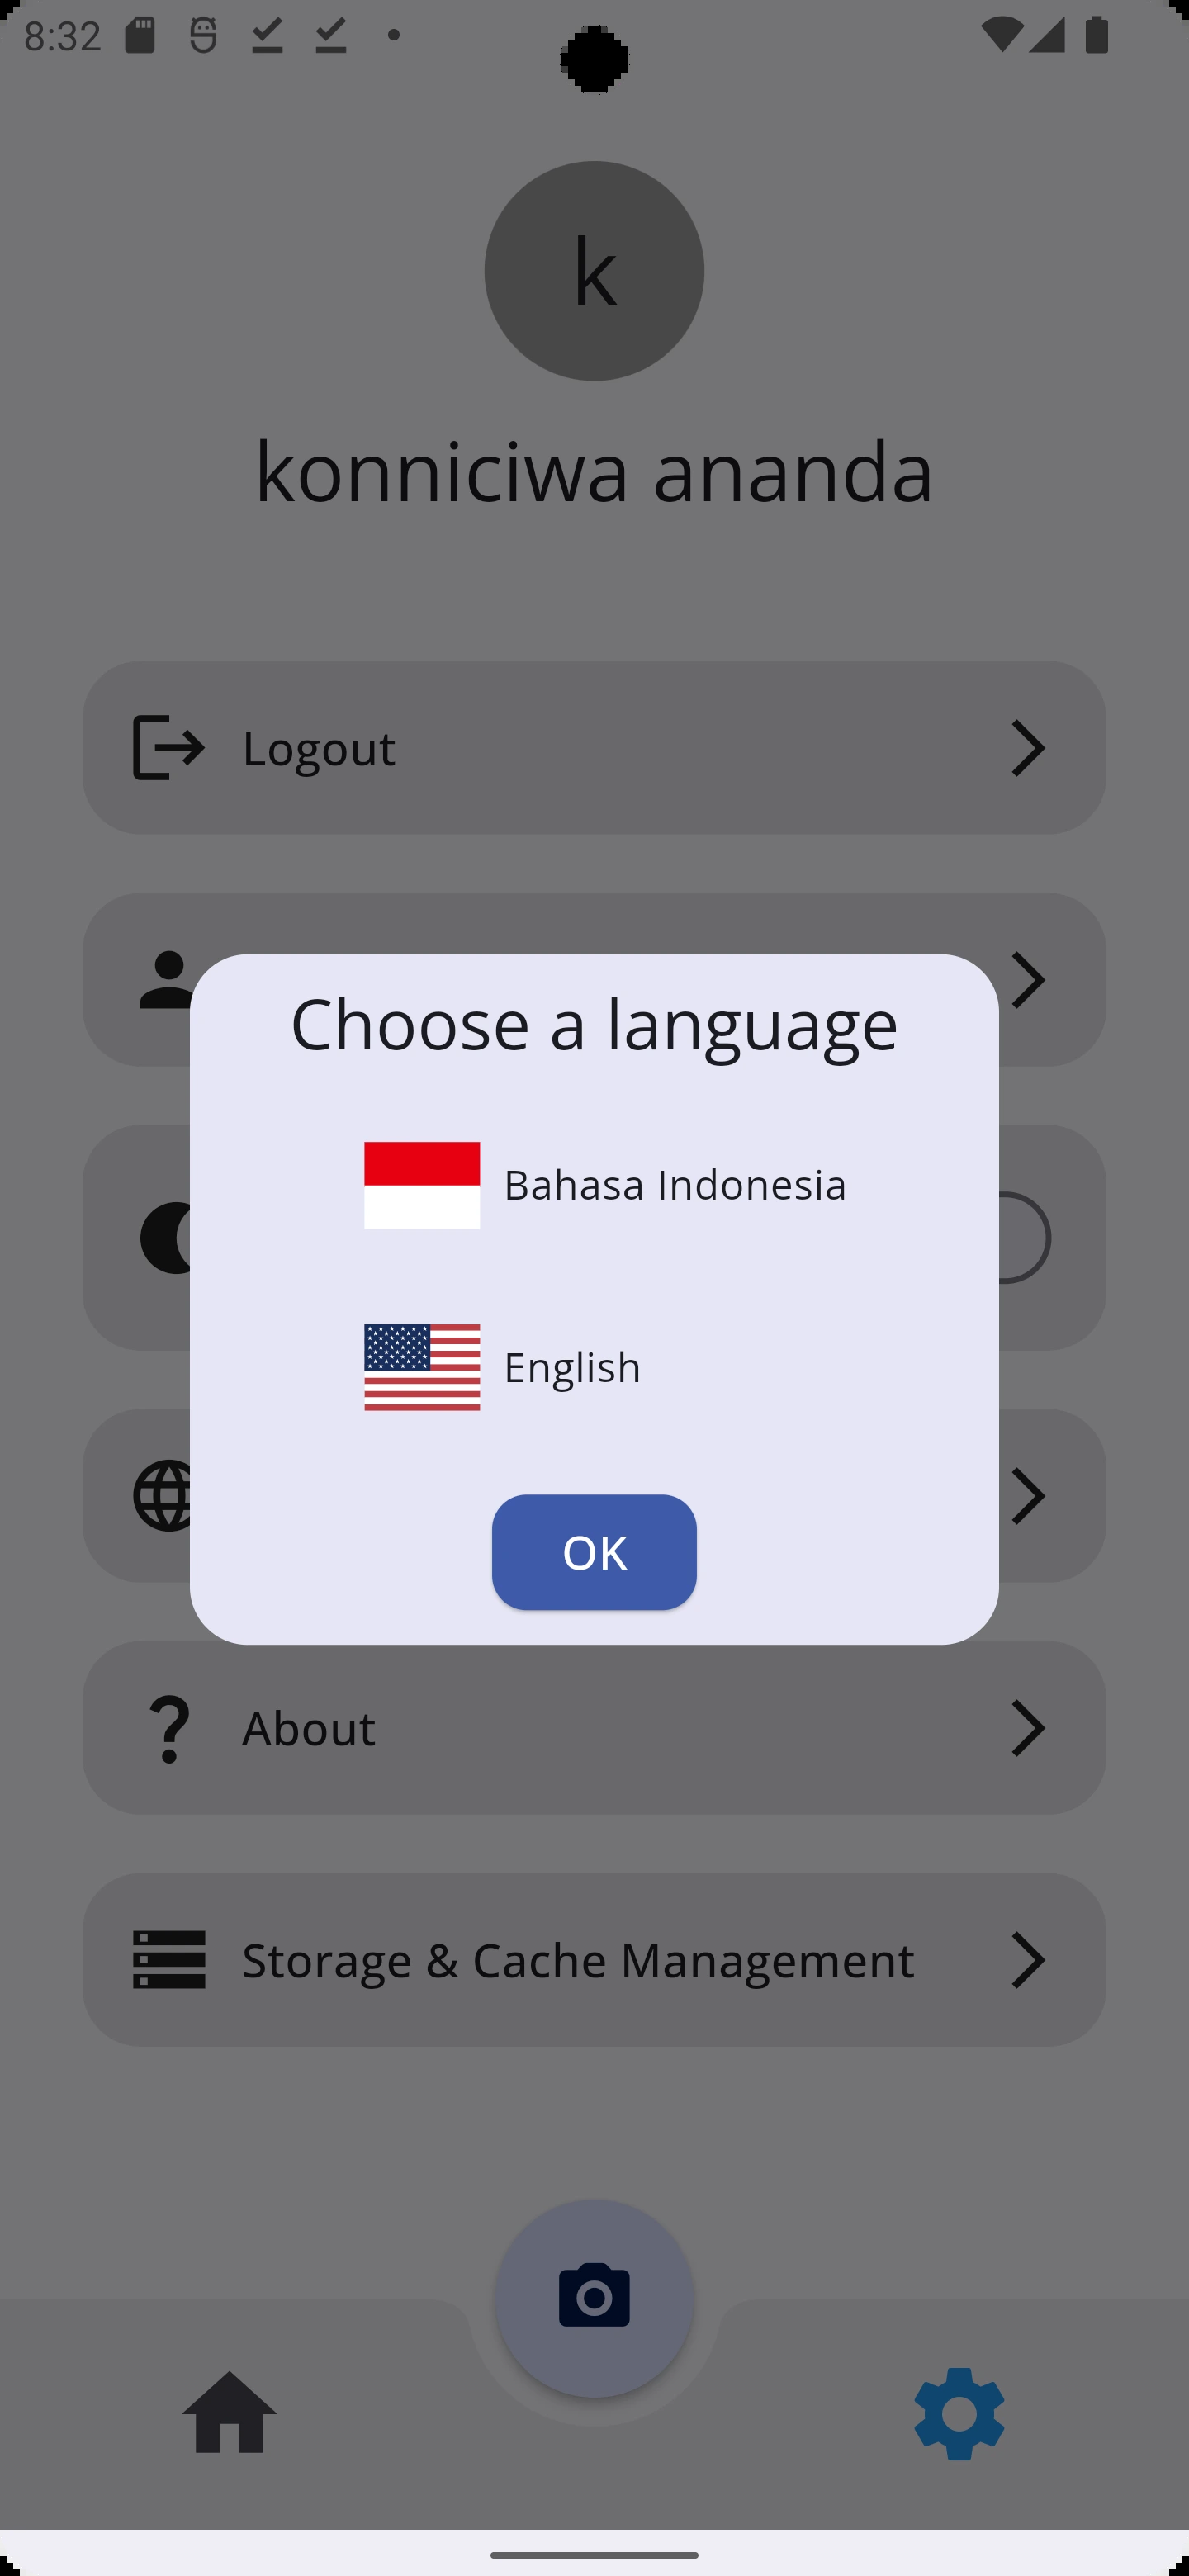 8:32
k
konniciwa ananda
Logout
Choose a language
Bahasa Indonesia
English
OK
About
Storage & Cache Management